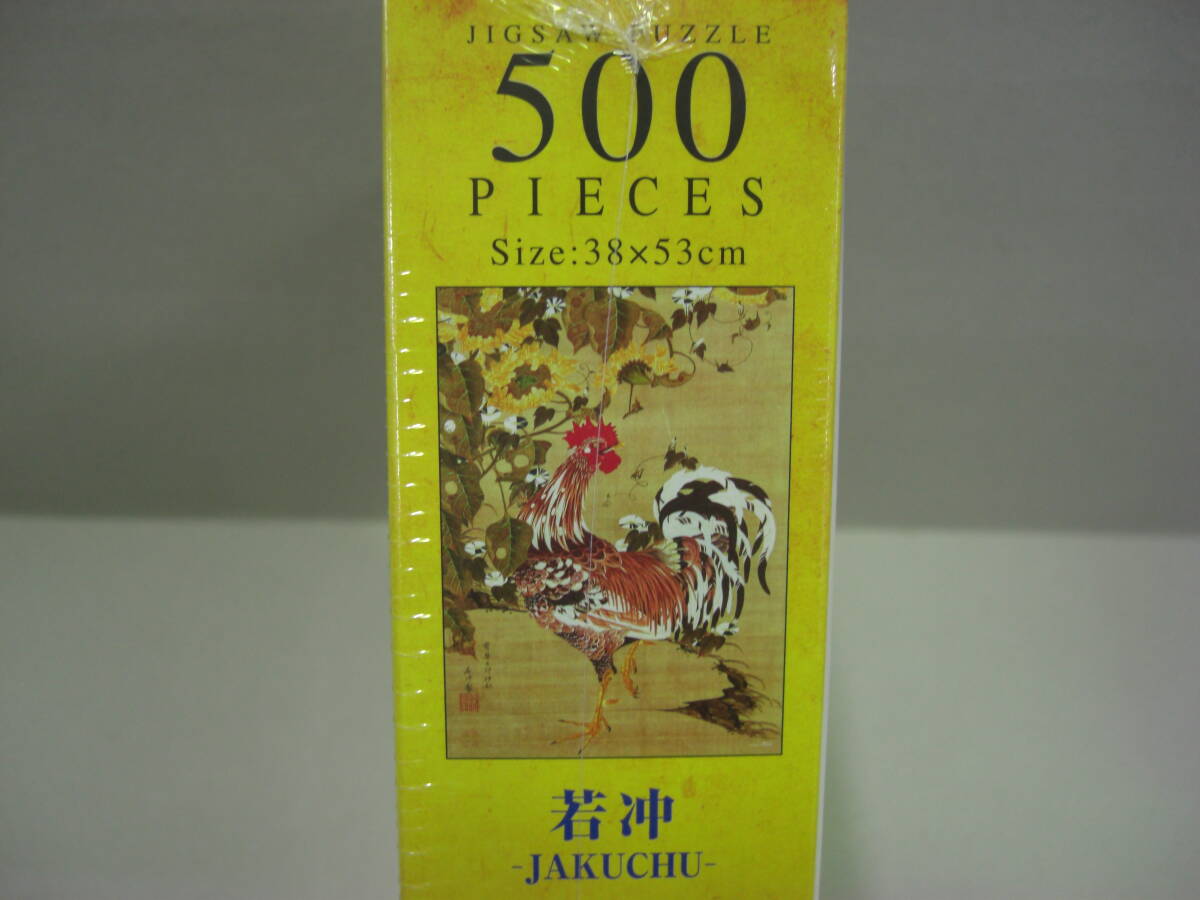 JIGSAW PUZZLE
500
PIECES
Size:38×53cm
若冲
-JAKUCHU-